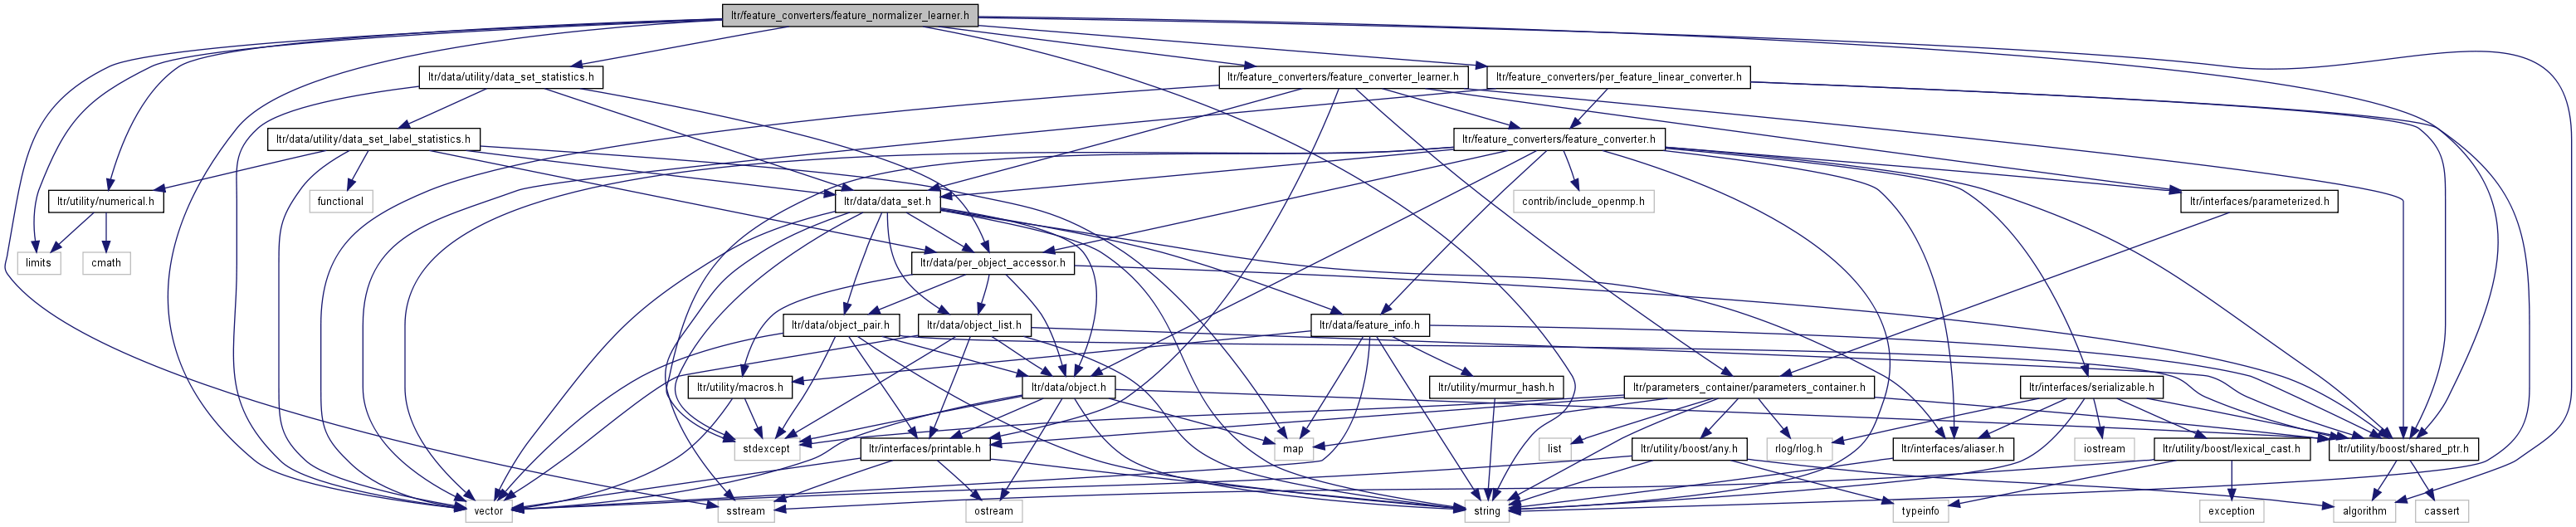 ltr/feature_converters/feature_normalizer_learner.h
ltr/data/utility/data_set_statistics.h
ltr/feature_converters/feature_converter_learner.h
ltr/feature_converters/per_feature_linear_converter.h
ltr/data/utility/data_set_label_statistics.h
ltr/feature_converters/feature_converter.h
ltr/utility/numerical.h
functional
ltr/data/data_set.h
contrib/include_openmp.h
ltr/interfaces/parameterized.h
limits
cmath
ltr/data/per_object_accessor.h
ltr/data/object_pair.h
ltr/data/object_list.h
ltr/data/feature_info.h
ltr/utility/macros.h
ltr/data/object.h
ltr/utility/murmur_hash.h
ltr/parameters_container/parameters_container.h
ltr/interfaces/serializable.h
stdexcept
ltr/interfaces/printable.h
map
list
ltr/utility/boost/any.h
rlog/rlog.h
ltr/interfaces/aliaser.h
iostream
ltr/utility/boost/lexical_cast.h
ltr/utility/boost/shared_ptr.h
vector
sstream
ostream
string
typeinfo
exception
algorithm
cassert